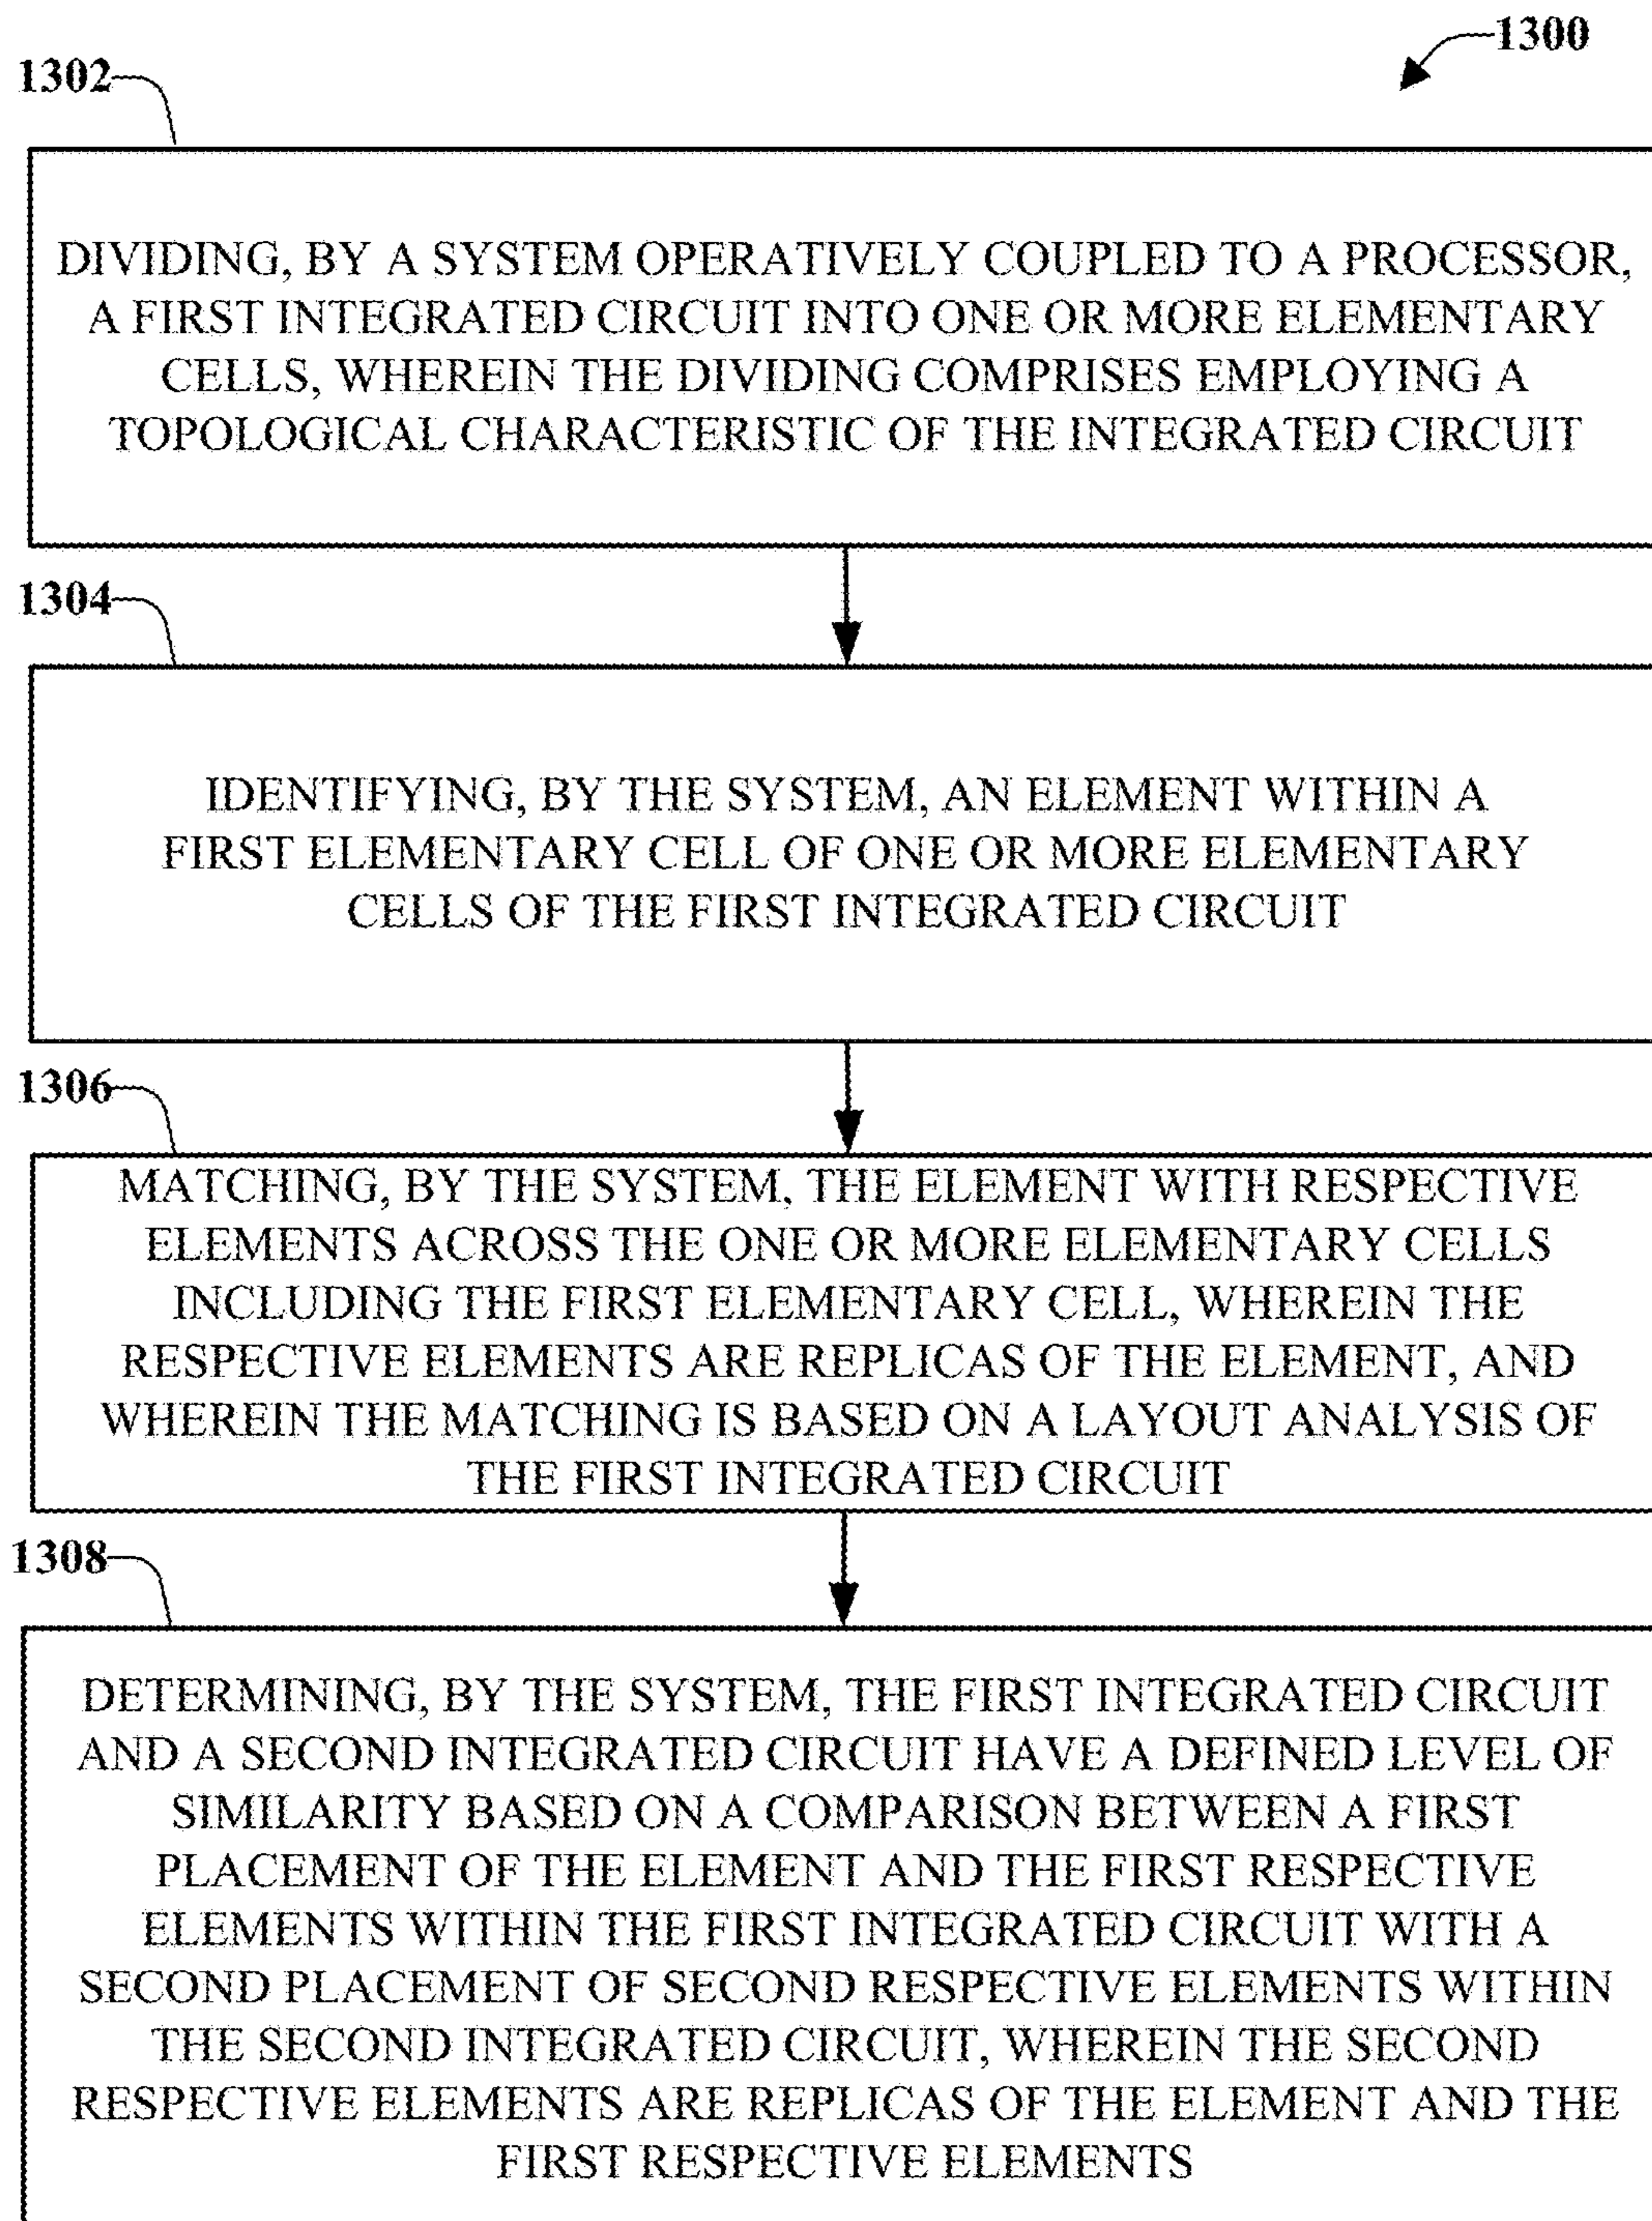 1300
1302
DIVIDING, BY A SYSTEM OPERATIVELY COUPLED TO A PROCESSOR,
A FIRST INTEGRATED CIRCUIT INTO ONE OR MORE ELEMENTARY
CELLS, WHEREIN THE DIVIDING COMPRISES EMPLOYING A
TOPOLOGICAL CHARACTERISTIC OF THE INTEGRATED CIRCUIT
1304
IDENTIFYING, BY THE SYSTEM, AN ELEMENT WITHIN A
FIRST ELEMENTARY CELL OF ONE OR MORE ELEMENTARY
CELLS OF THE FIRST INTEGRATED CIRCUIT
1306
MATCHING, BY THE SYSTEM, THE ELEMENT WITH RESPECTIVE
ELEMENTS ACROSS THE ONE OR MORE ELEMENTARY CELLS
INCLUDING THE FIRST ELEMENTARY CELL, WHEREIN THE
RESPECTIVE ELEMENTS ARE REPLICAS OF THE ELEMENT, AND
WHEREIN THE MATCHING IS BASED ON A LAYOUT ANALYSIS OF
THE FIRST INTEGRATED CIRCUIT
1308
DETERMINING, BY THE SYSTEM, THE FIRST INTEGRATED CIRCUIT
AND A SECOND INTEGRATED CIRCUIT HAVE A DEFINED LEVEL OF
SIMILARITY BASED ON A COMPARISON BETWEEN A FIRST
PLACEMENT OF THE ELEMENT AND THE FIRST RESPECTIVE
ELEMENTS WITHIN THE FIRST INTEGRATED CIRCUIT WITH A
SECOND PLACEMENT OF SECOND RESPECTIVE ELEMENTS WITHIN
THE SECOND INTEGRATED CIRCUIT, WHEREIN THE SECOND
RESPECTIVE ELEMENTS ARE REPLICAS OF THE ELEMENT AND THE
FIRST RESPECTIVE ELEMENTS